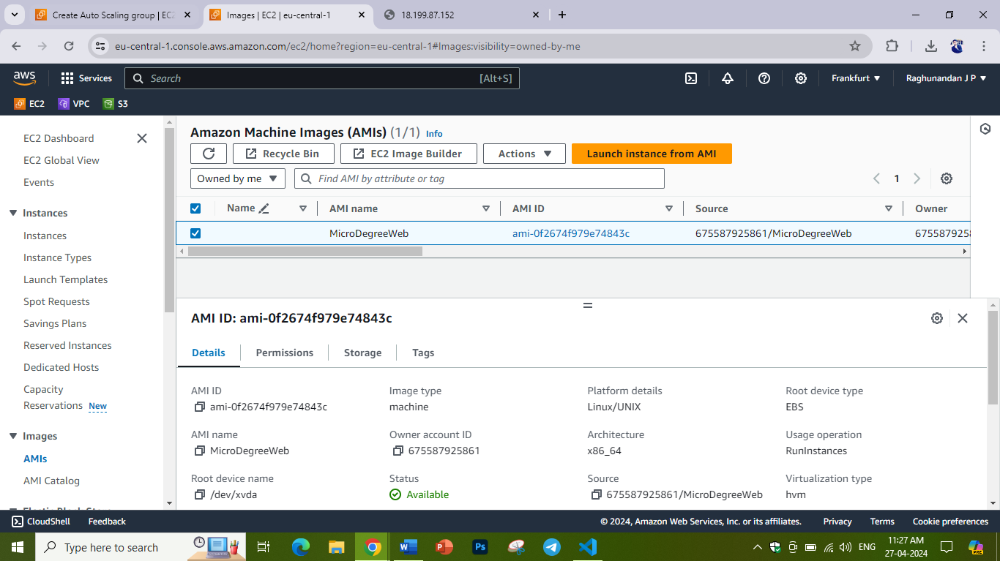 Create Auto Scaling group | EC2
Images | EC2 | eu-central-1
18.199.87.152
eu-central-1.console.aws.amazon.com/ec2/home?region=eu-central-1#Images:visibility=owned-by-me
aws
Services
Search
[Alt+S]
Frankfurt
Raghunandan J P
EC2
VPC
S3
EC2 Dashboard
EC2 Global View
Events
Instances
Instances
Instance Types
Launch Templates
Spot Requests
Savings Plans
Reserved Instances
Dedicated Hosts
Capacity
Reservations New
Images
AMIs
AMI Catalog
Amazon Machine Images (AMIs) (1/1) Info
Recycle Bin
EC2 Image Builder
Actions
Launch instance from AMI
Owned by me
Find AMI by attribute or tag
1
Name
AMI name
AMI ID
Source
Owner
MicroDegreeWeb
ami-0f2674f979e74843c
675587925861/MicroDegreeWeb
6755879258
AMI ID: ami-0f2674f979e74843c
Details
Permissions
Storage
Tags
AMI ID
ami-0f2674f979e74843c
Image type
machine
Platform details
Linux/UNIX
Root device type
EBS
AMI name
MicroDegreeWeb
Owner account ID
675587925861
Architecture
x86_64
Usage operation
RunInstances
Root device name
/dev/xvda
Status
Available
Source
675587925861/MicroDegreeWeb
Virtualization type
hvm
CloudShell
Feedback
© 2024, Amazon Web Services, Inc. or its affiliates.
Privacy
Terms
Cookie preferences
Type here to search
ENG
11:27 AM
27-04-2024